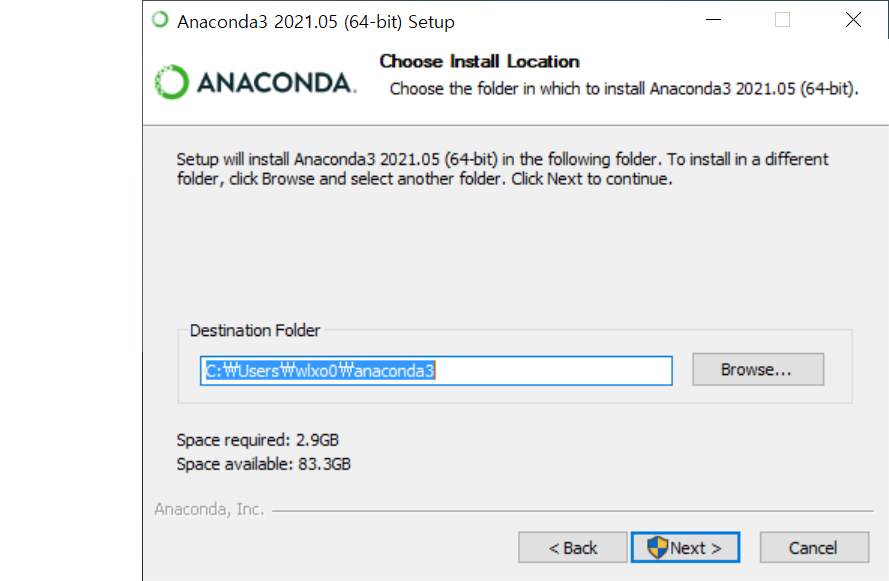 Anaconda3 2021.05 (64-bit) Setup
ANACONDA.
Choose Install Location
Choose the folder in which to install Anaconda3 2021.05 (64-bit).
Setup will install Anaconda3 2021.05 (64-bit) in the following folder. To install in a different
folder, click Browse and select another folder. Click Next to continue.
Destination Folder
C:₩Users₩wlxo0₩anaconda3
Browse...
Space required: 2.9GB
Space available: 83.3GB
Anaconda, Inc.
< Back
Next >
Cancel